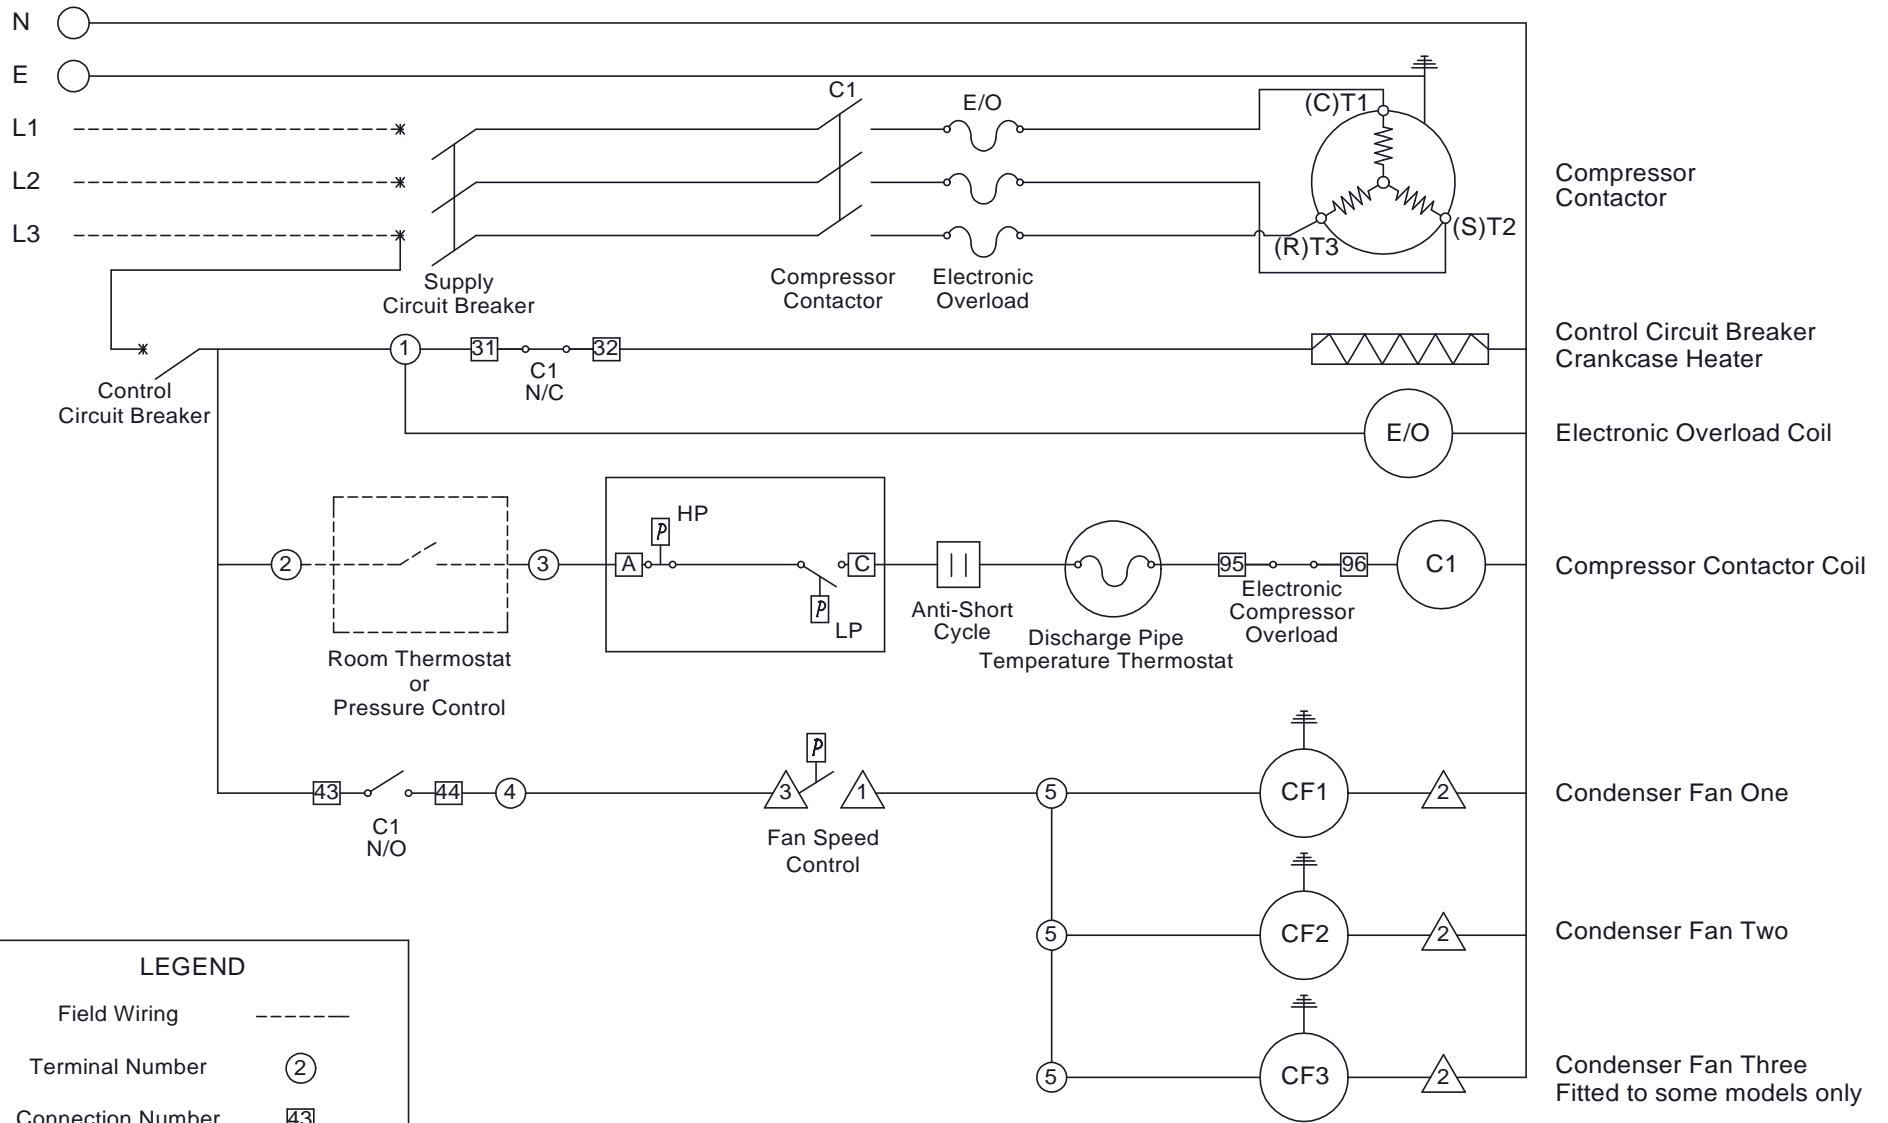 N
E
C1
E/O
(C)T1
L1
L2
L3
(S)T2
(R)T3
Compressor
Contactor
Supply
Circuit Breaker
Compressor
Contactor
Electronic
Overload
1
31
32
C1
N/C
Control Circuit Breaker
Crankcase Heater
Control
Circuit Breaker
E/O
Electronic Overload Coil
P
HP
2
3
A
C
95
96
C1
Compressor Contactor Coil
P
LP
Anti-Short
Cycle
Discharge Pipe
Temperature Thermostat
Electronic
Compressor
Overload
Room Thermostat
or
Pressure Control
P
43
44
4
3
1
5
CF1
2
Condenser Fan One
C1
N/O
Fan Speed
Control
5
CF2
2
Condenser Fan Two
5
CF3
2
Condenser Fan Three
Fitted to some models only
LEGEND
Field Wiring
Terminal Number
2
Connection Number
43